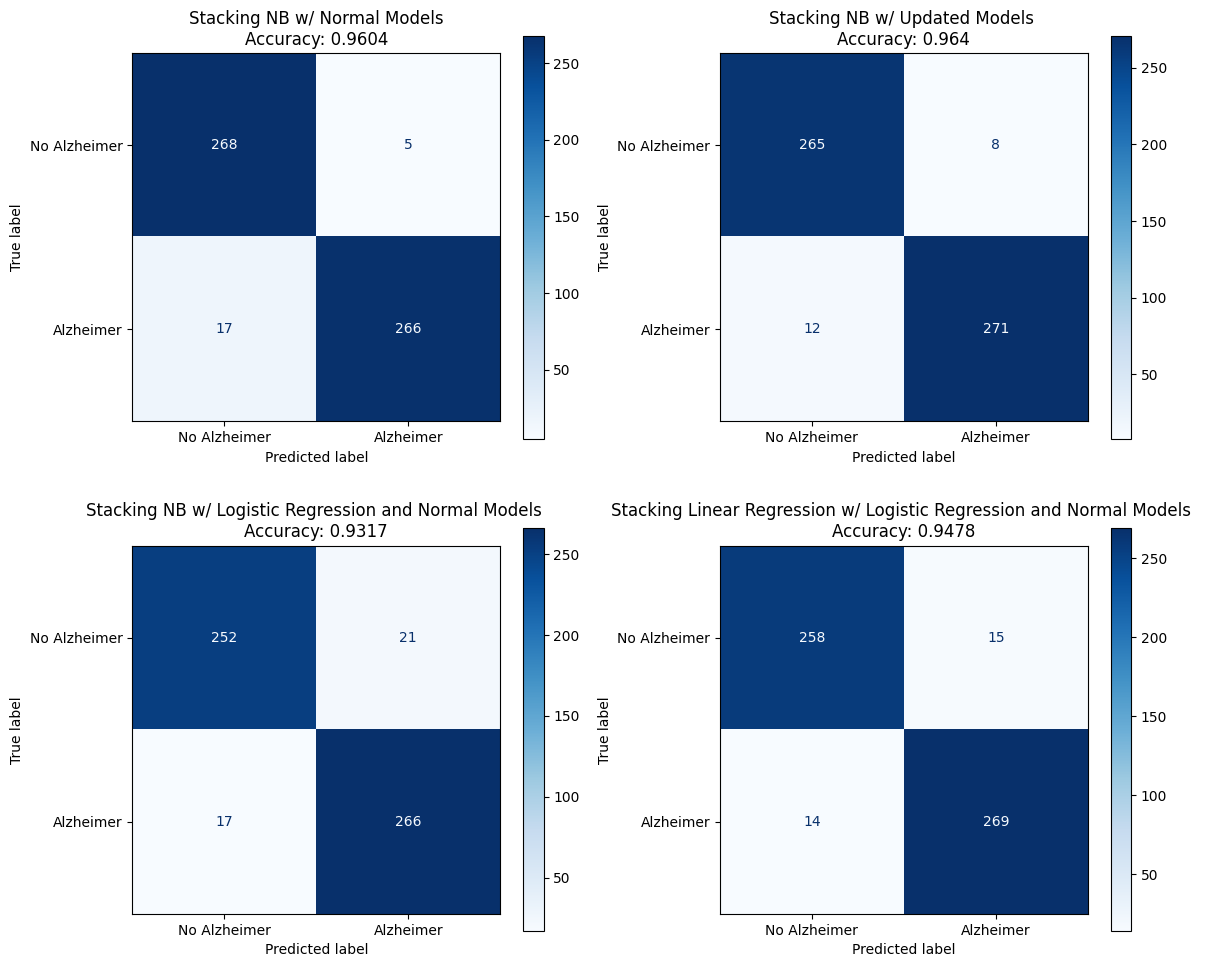 Stacking NB w/ Normal Models
Accuracy: 0.9604
250
200
150
100
50
No Alzheimer
268
5
Alzheimer
17
266
No Alzheimer
Alzheimer
True label
Predicted label
Stacking NB w/ Updated Models
Accuracy: 0.964
250
200
150
100
50
No Alzheimer
265
8
Alzheimer
12
271
No Alzheimer
Alzheimer
True label
Predicted label
Stacking NB w/ Logistic Regression and Normal Models
Accuracy: 0.9317
250
200
150
100
50
No Alzheimer
252
21
Alzheimer
17
266
No Alzheimer
Alzheimer
True label
Predicted label
Stacking Linear Regression w/ Logistic Regression and Normal Models
Accuracy: 0.9478
250
200
150
100
50
No Alzheimer
258
15
Alzheimer
14
269
No Alzheimer
Alzheimer
True label
Predicted label